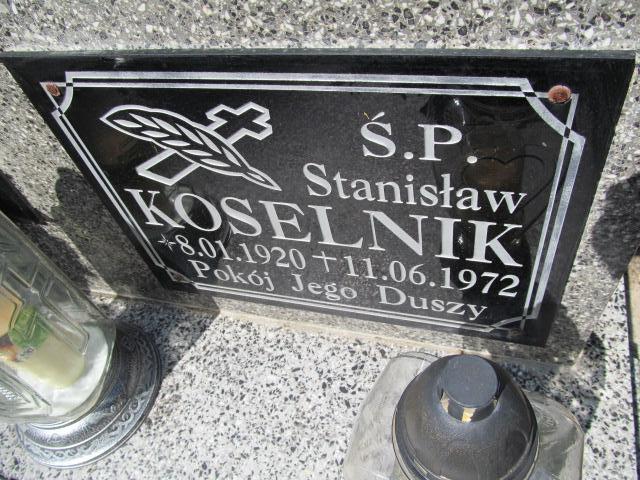 Ś.P.
Stanisław
KOSELNIK
*8.01.1920 +11.06.1972
Pokój Jego Duszy